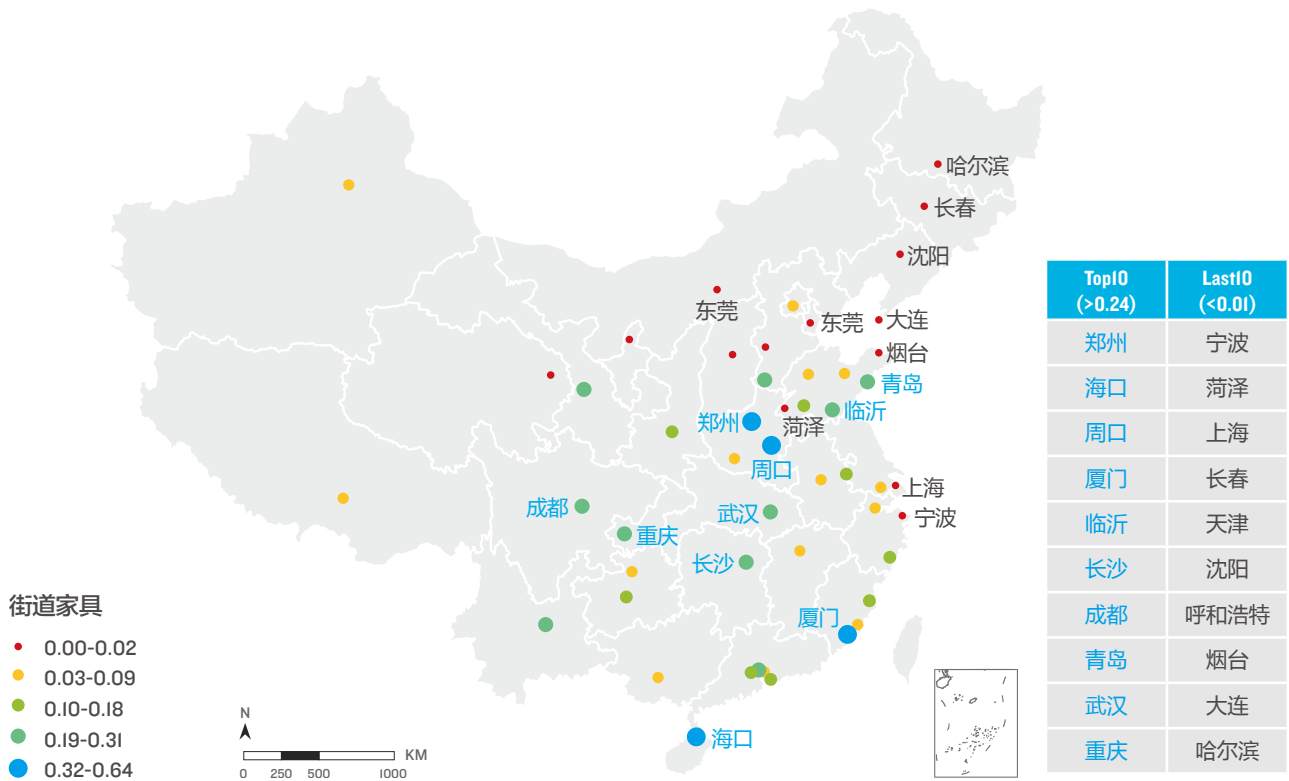 哈尔滨
长春
沈阳
东莞
东莞
大连
烟台
青岛
临沂
郑州
菏泽
周口
上海
成都
武汉
宁波
重庆
长沙
厦门
海口
街道家具
0.00-0.02
0.03-0.09
0.10-0.18
0.19-0.31
0.32-0.64
N
KM
0 250 500 1000
Top10 (>0.24) Last10 (<0.01)
郑州 宁波
海口 菏泽
周口 上海
厦门 长春
临沂 天津
长沙 沈阳
成都 呼和浩特
青岛 烟台
武汉 大连
重庆 哈尔滨